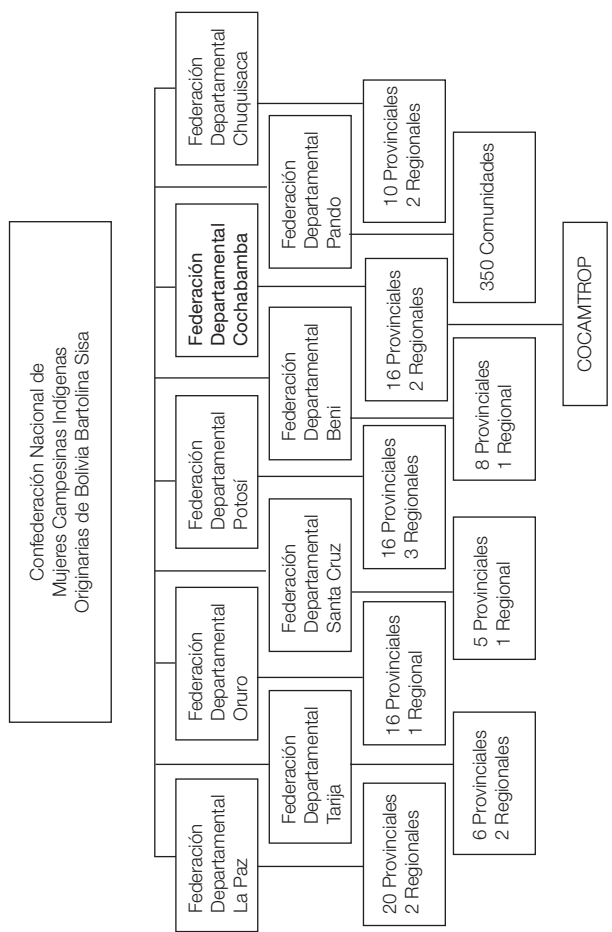 Confederación Nacional de
Mujeres Campesinas Indígenas
Originarias de Bolivia Bartolina Sisa
Federación
Departamental
La Paz
Federación
Departamental
Oruro
Federación
Departamental
Potosí
Federación
Departamental
Cochabamba
Federación
Departamental
Chuquisaca
Federación
Departamental
Tarija
Federación
Departamental
Santa Cruz
Federación
Departamental
Beni
Federación
Departamental
Pando
20 Provinciales
2 Regionales
16 Provinciales
1 Regional
16 Provinciales
3 Regionales
16 Provinciales
2 Regionales
10 Provinciales
2 Regionales
6 Provinciales
2 Regionales
5 Provinciales
1 Regional
8 Provinciales
1 Regional
350 Comunidades
COCAMTROP